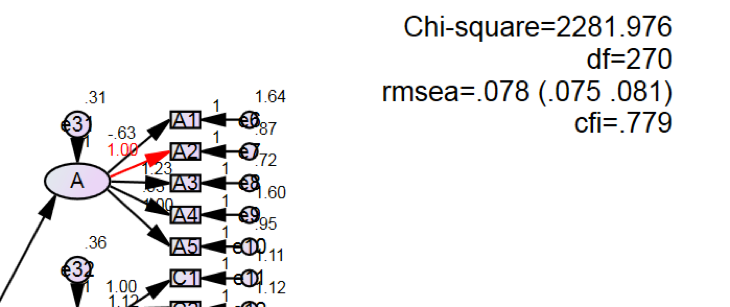 Chi-square=2281.976
df=270
rmsea=.078 (.075 .081)
cfi=.779
.31
e31
1
A
-.63
1.00
1.23
.00
A1
1
e6
1.64
A2
1
e7
.87
A3
1
e8
.72
A4
1
e9
1.60
A5
1
e10
.95
.36
e32
1
1.00
1.12
C1
1
e11
1.11
1
1.12